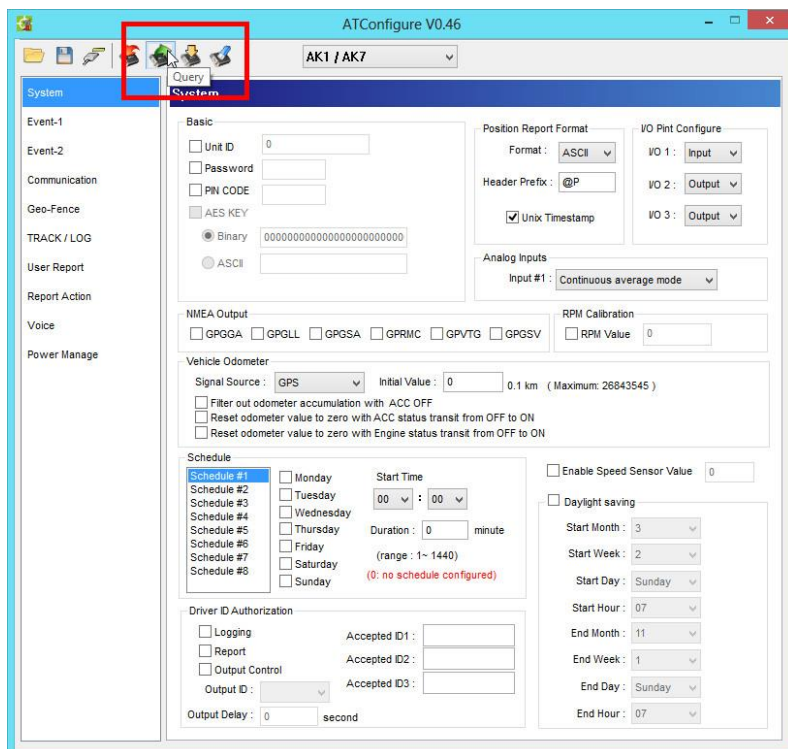 ATConfigure V0.46
AK1 / AK7
Query
System
Event-1
Event-2
Communication
Geo-Fence
TRACK / LOG
User Report
Report Action
Voice
Power Manage
System
Basic
Unit ID 0
Password
PIN CODE
AES KEY
Binary 000000000000000000000000
ASCII
Position Report Format
Format : ASCII
Header Prefix : @P
Unix Timestamp
I/O Pint Configure
I/O 1 : Input
I/O 2 : Output
I/O 3 : Output
Analog Inputs
Input #1 : Continuous average mode
NMEA Output
GPGGA GPGLL GPGSA GPRMC GPVTG GPGSV
RPM Calibration
RPM Value 0
Vehicle Odometer
Signal Source : GPS Initial Value : 0 0.1 km ( Maximum: 26843545 )
Filter out odometer accumulation with ACC OFF
Reset odometer value to zero with ACC status transit from OFF to ON
Reset odometer value to zero with Engine status transit from OFF to ON
Schedule
Schedule #1
Schedule #2
Schedule #3
Schedule #4
Schedule #5
Schedule #6
Schedule #7
Schedule #8
Monday
Tuesday
Wednesday
Thursday
Friday
Saturday
Sunday
Start Time
00 : 00
Duration : 0 minute
(range : 1~ 1440)
(0: no schedule configured)
Enable Speed Sensor Value 0
Daylight saving
Start Month : 3
Start Week : 2
Start Day : Sunday
Start Hour : 07
End Month : 11
End Week : 1
End Day : Sunday
End Hour : 07
Driver ID Authorization
Logging
Report
Output Control
Output ID :
Output Delay : 0 second
Accepted ID1 :
Accepted ID2 :
Accepted ID3 :